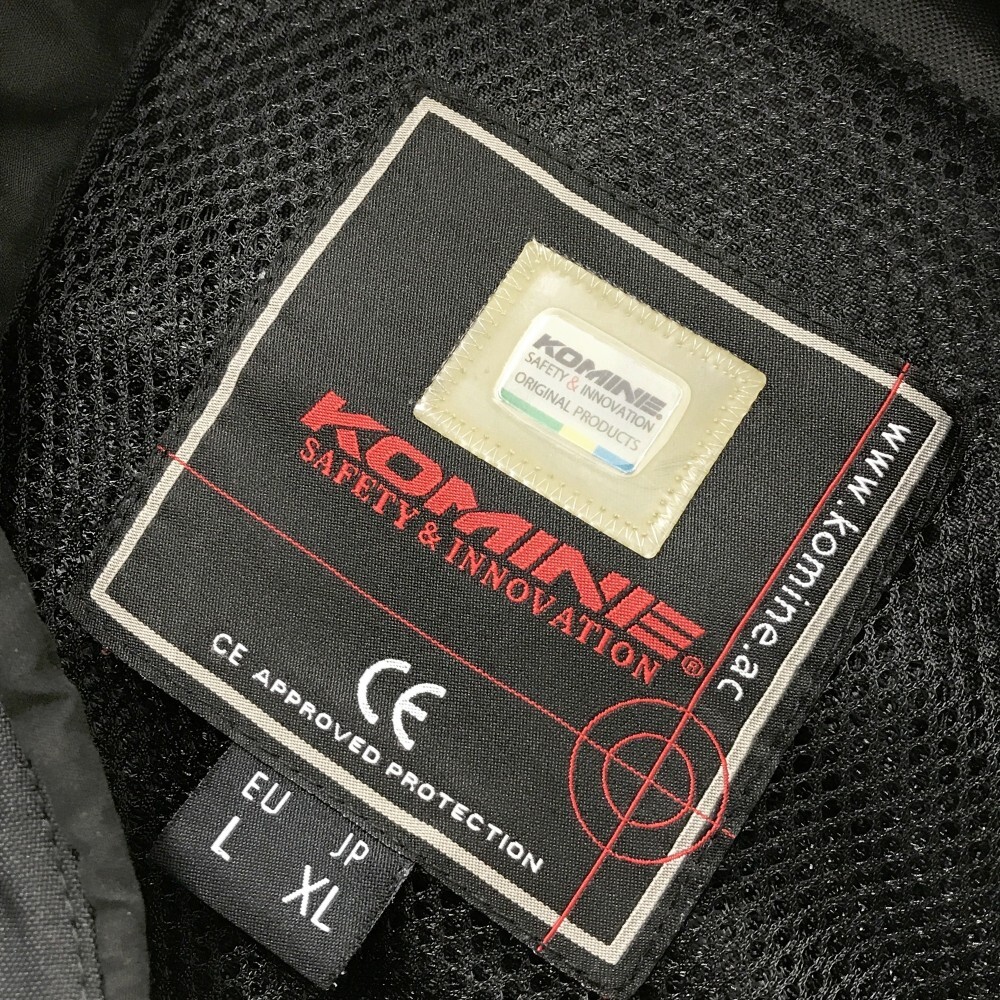 KOMINE
SAFETY & INNOVATION
ORIGINAL PRODUCTS
KOMINE®
SAFETY & INNOVATION
www.komine.ac
CE
CE APPROVED PROTECTION
EU JP
L XL